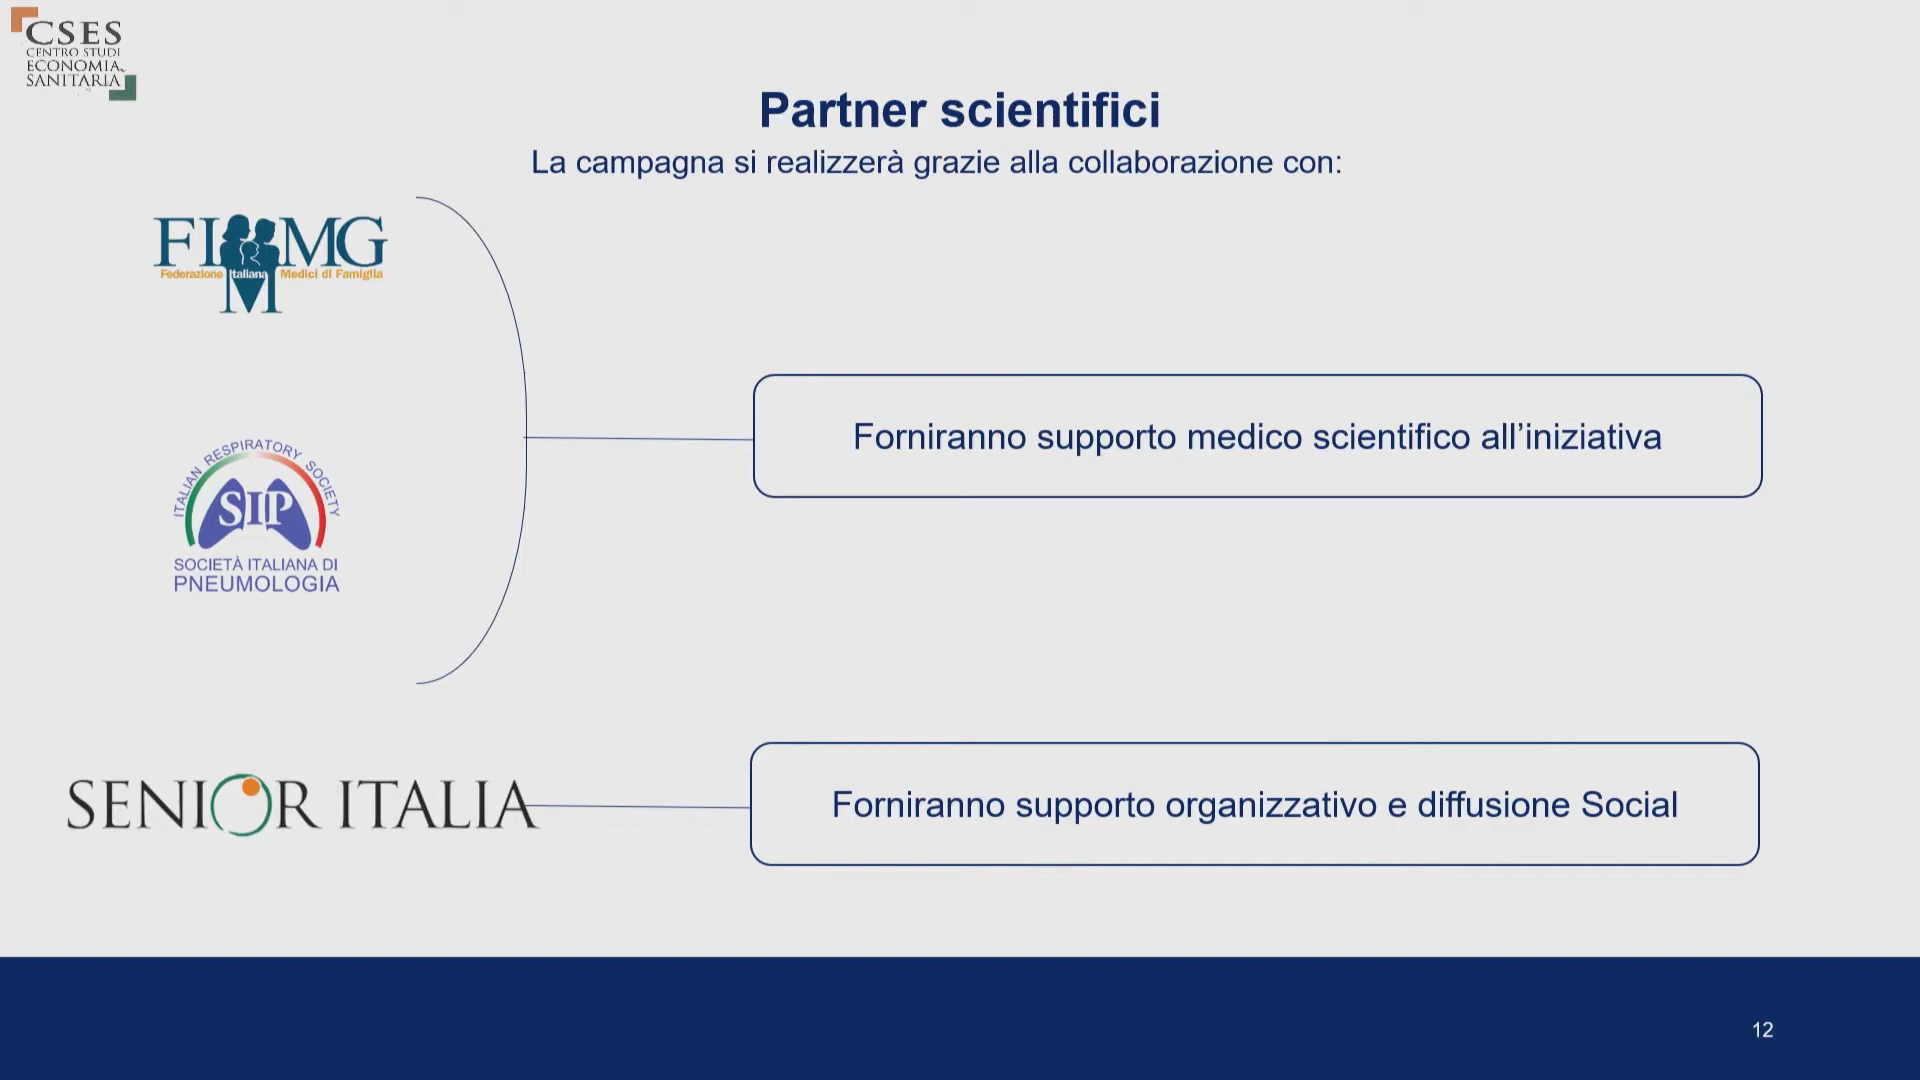 CSES
CENTRO STUDI
ECONOMIA
SANITARIA
Partner scientifici
La campagna si realizzerà grazie alla collaborazione con:
FIMMG
Federazione Italiana Medici di Famiglia
ITALIAN RESPIRATORY SOCIETY
SIP
SOCIETÀ ITALIANA DI
PNEUMOLOGIA
Forniranno supporto medico scientifico all’iniziativa
SENIOR ITALIA
Forniranno supporto organizzativo e diffusione Social
12